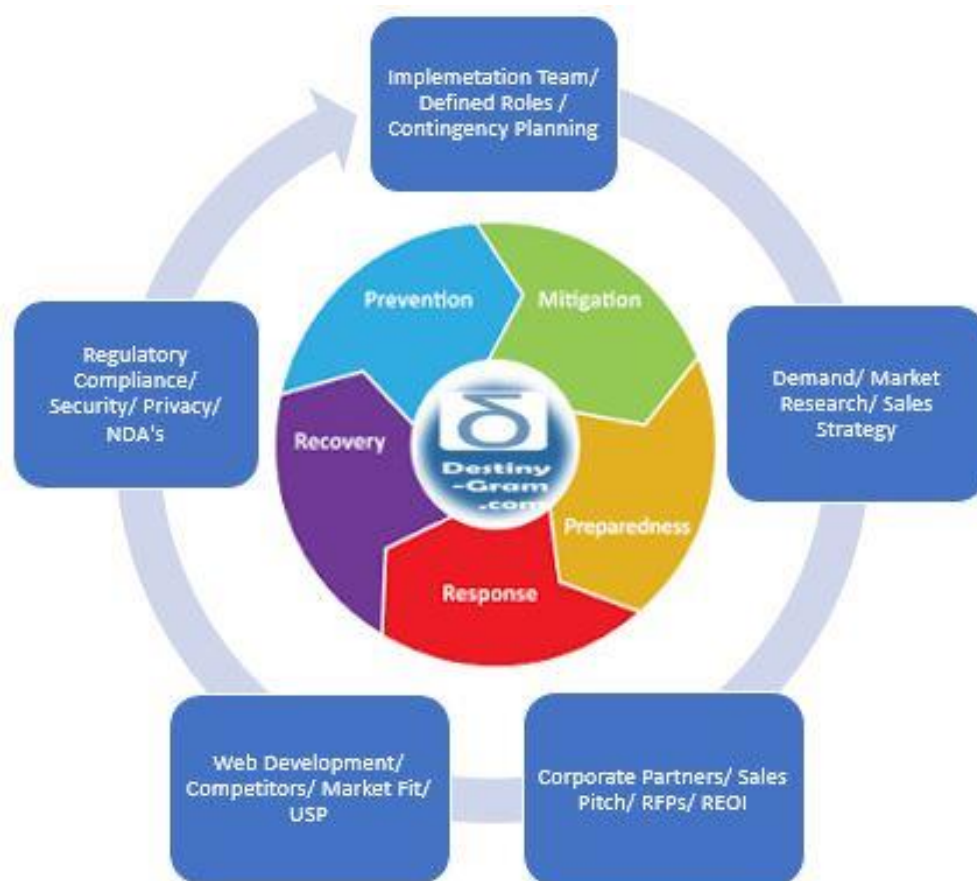 Implemetation Team/
Defined Roles /
Contingency Planning
Prevention
Mitigation
Regulatory
Compliance/
Security/ Privacy/
NDA's
Demand/ Market
Research/ Sales
Strategy
Recovery
δ
Destiny
-Gram
.com
Preparedness
Response
Web Development/
Competitors/ Market Fit/
USP
Corporate Partners/ Sales
Pitch/ RFPs/ REOI